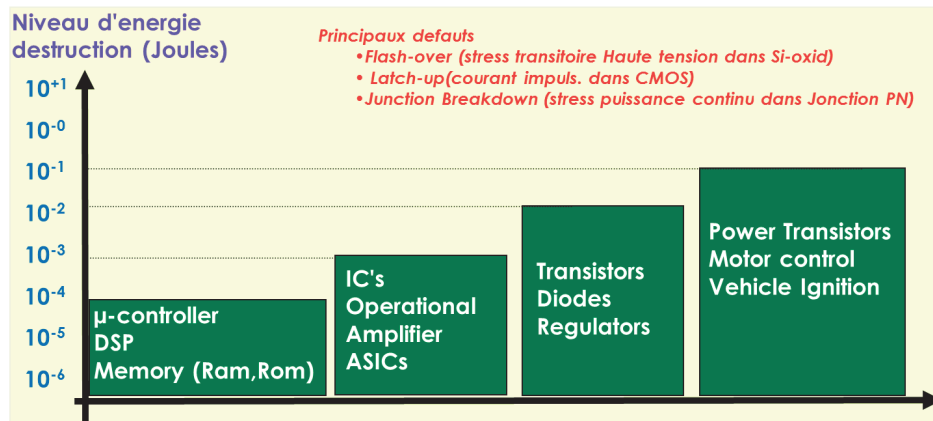 Niveau d'energie
destruction (Joules)
Principaux defauts
•Flash-over (stress transitoire Haute tension dans Si-oxid)
• Latch-up(courant impuls. dans CMOS)
•Junction Breakdown (stress puissance continu dans Jonction PN)
10+1
10-0
10-1
10-2
10-3
10-4
10-5
10-6
µ-controller
DSP
Memory (Ram,Rom)
IC's
Operational
Amplifier
ASICs
Transistors
Diodes
Regulators
Power Transistors
Motor control
Vehicle Ignition